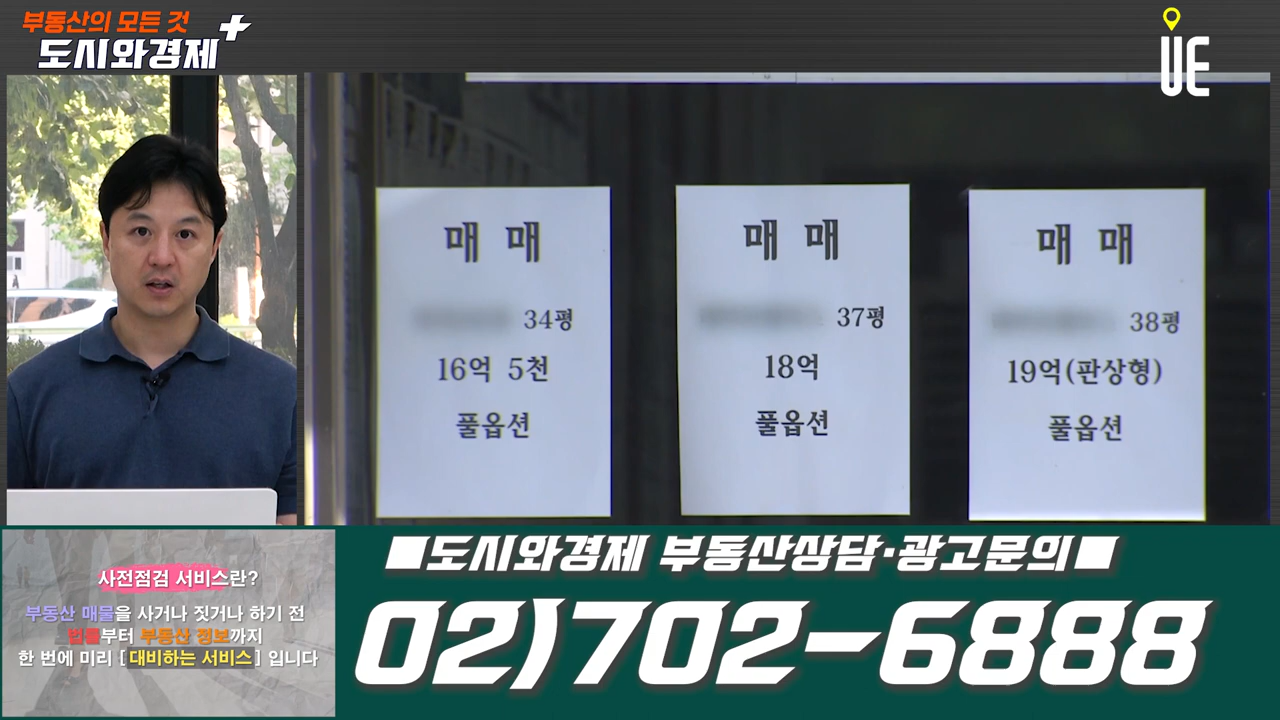 부동산의 모든 것
도시와경제+
UE
매 매
34평
16억 5천
풀옵션
매 매
37평
18억
풀옵션
매 매
38평
19억(판상형)
풀옵션
사전점검 서비스란?
부동산 매물을 사거나 짓거나 하기 전
법률부터 부동산 정보까지
한 번에 미리 [대비하는 서비스] 입니다
■도시와경제 부동산상담·광고문의■
02)702-6888